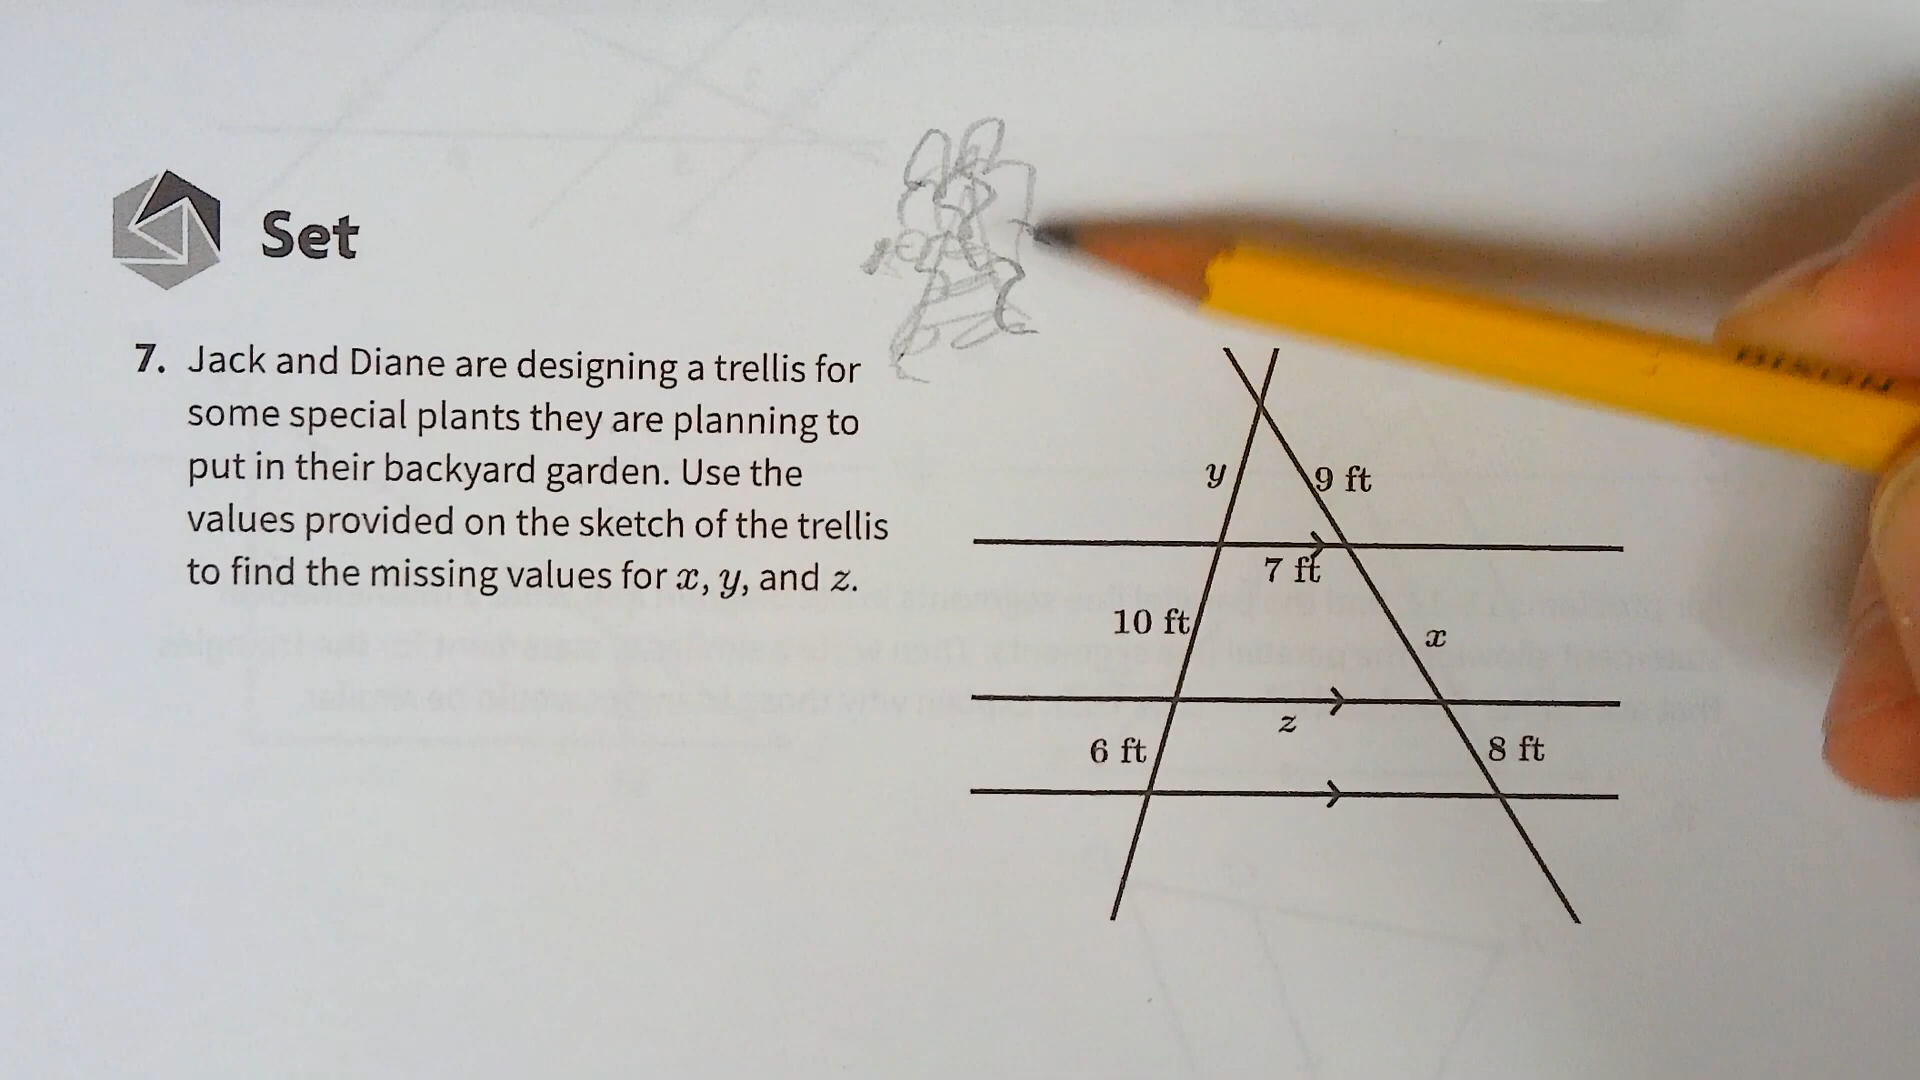 Set
7. Jack and Diane are designing a trellis for
some special plants they are planning to
put in their backyard garden. Use the
values provided on the sketch of the trellis
to find the missing values for x, y, and z.
y
9 ft
7 ft
10 ft
x
z
6 ft
8 ft
DIXON